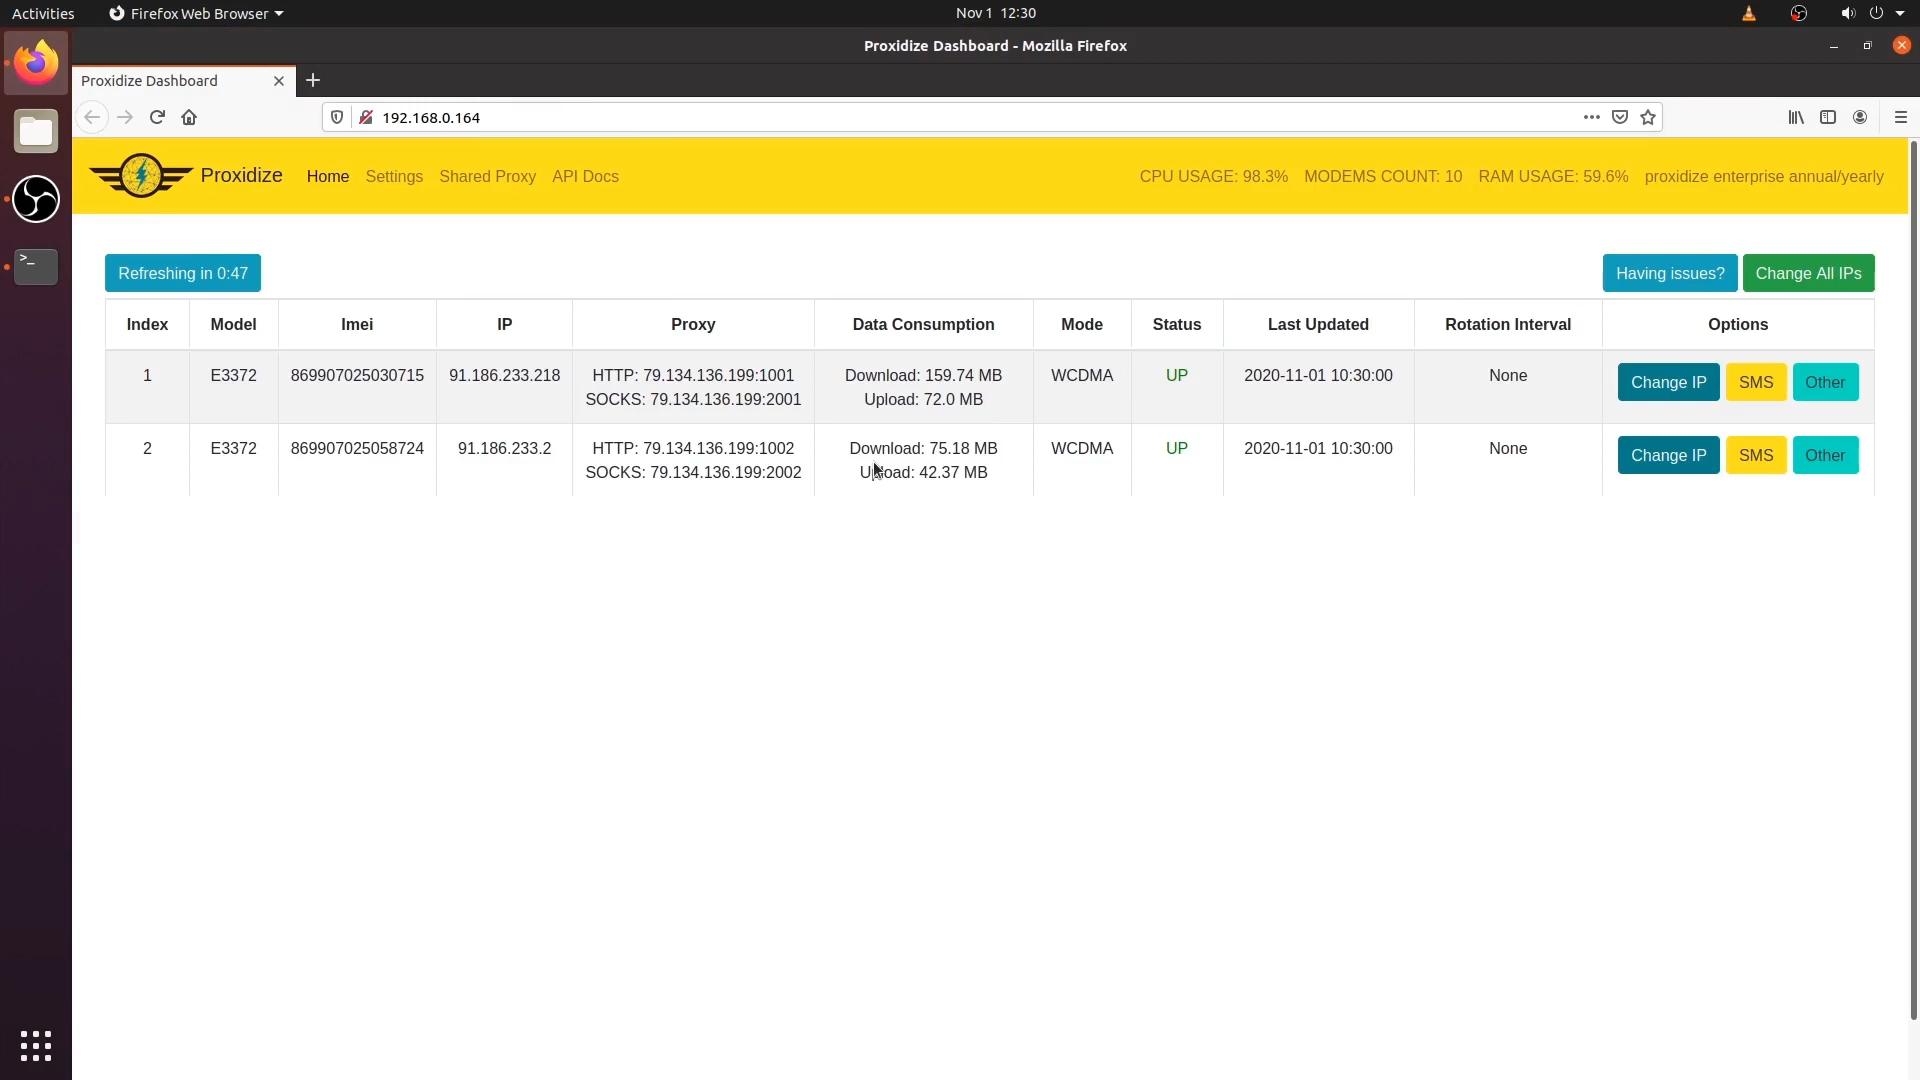 Activities Firefox Web Browser Nov 1 12:30
Proxidize Dashboard - Mozilla Firefox
Proxidize Dashboard
192.168.0.164
Proxidize Home Settings Shared Proxy API Docs CPU USAGE: 98.3% MODEMS COUNT: 10 RAM USAGE: 59.6% proxidize enterprise annual/yearly
Refreshing in 0:47 Having issues? Change All IPs
Index Model Imei IP Proxy Data Consumption Mode Status Last Updated Rotation Interval Options
1 E3372 869907025030715 91.186.233.218 HTTP: 79.134.136.199:1001 Download: 159.74 MB WCDMA UP 2020-11-01 10:30:00 None Change IP SMS Other
SOCKS: 79.134.136.199:2001 Upload: 72.0 MB
2 E3372 869907025058724 91.186.233.2 HTTP: 79.134.136.199:1002 Download: 75.18 MB WCDMA UP 2020-11-01 10:30:00 None Change IP SMS Other
SOCKS: 79.134.136.199:2002 Upload: 42.37 MB